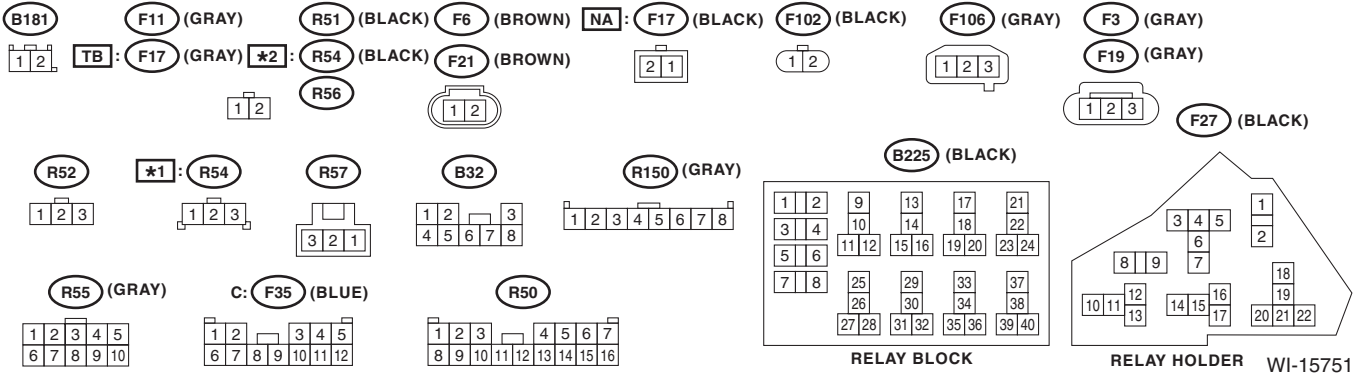 B181 F11 (GRAY) R51 (BLACK) F6 (BROWN) NA : F17 (BLACK) F102 (BLACK) F106 (GRAY) F3 (GRAY)
1 2 TB : F17 (GRAY) *2 : R54 (BLACK) F21 (BROWN) 2 1 1 2 1 2 3 F19 (GRAY)
1 2 R56 1 2 1 2 3
F27 (BLACK)
R52 *1 : R54 R57 B32 R150 (GRAY) B225 (BLACK)
1 2 3
1 2 3
3 2 1
1 2 3
4 5 6 7 8
1 2 3 4 5 6 7 8
1 2 9 13 17 21
3 4 10 14 18 22
11 12 15 16 19 20 23 24
5 6
7 8 25 29 33 37
26 30 34 38
27 28 31 32 35 36 39 40
RELAY BLOCK
1
3 4 5
2
6
8 9 7
18
12 16 19
10 11 13 14 15 17 20 21 22
RELAY HOLDER
R55 (GRAY) C: F35 (BLUE) R50
1 2 3 4 5
6 7 8 9 10
1 2 3 4 5
6 7 8 9 10 11 12
1 2 3 4 5 6 7
8 9 10 11 12 13 14 15 16
WI-15751